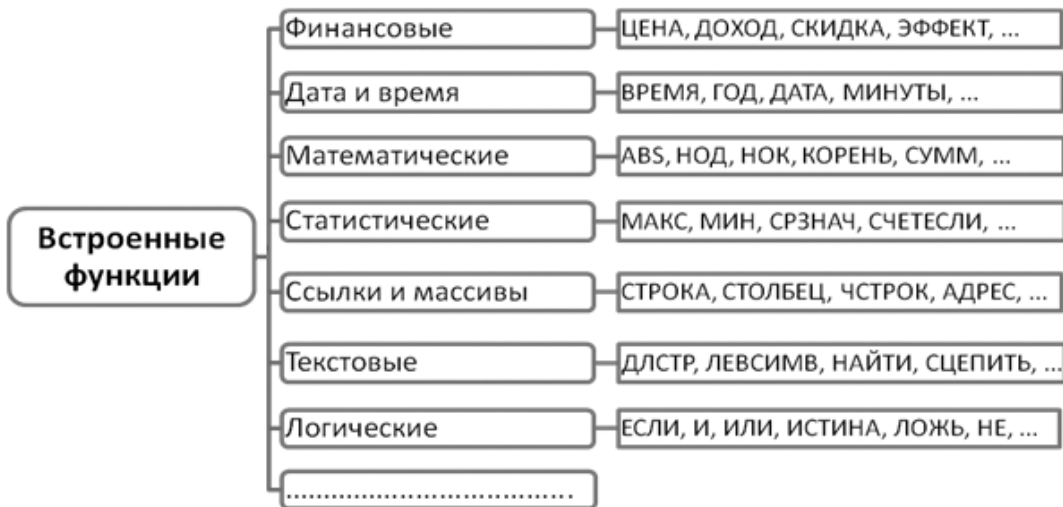 Встроенные
функции
Финансовые
ЦЕНА, ДОХОД, СКИДКА, ЭФФЕКТ, ...
Дата и время
ВРЕМЯ, ГОД, ДАТА, МИНУТЫ, ...
Математические
ABS, НОД, НОК, КОРЕНЬ, СУММ, ...
Статистические
МАКС, МИН, СРЗНАЧ, СЧЕТЕСЛИ, ...
Ссылки и массивы
СТРОКА, СТОЛБЕЦ, ЧСТРОК, АДРЕС, ...
Текстовые
ДЛСТР, ЛЕВСИМВ, НАЙТИ, СЦЕПИТЬ, ...
Логические
ЕСЛИ, И, ИЛИ, ИСТИНА, ЛОЖЬ, НЕ, ...
......................................